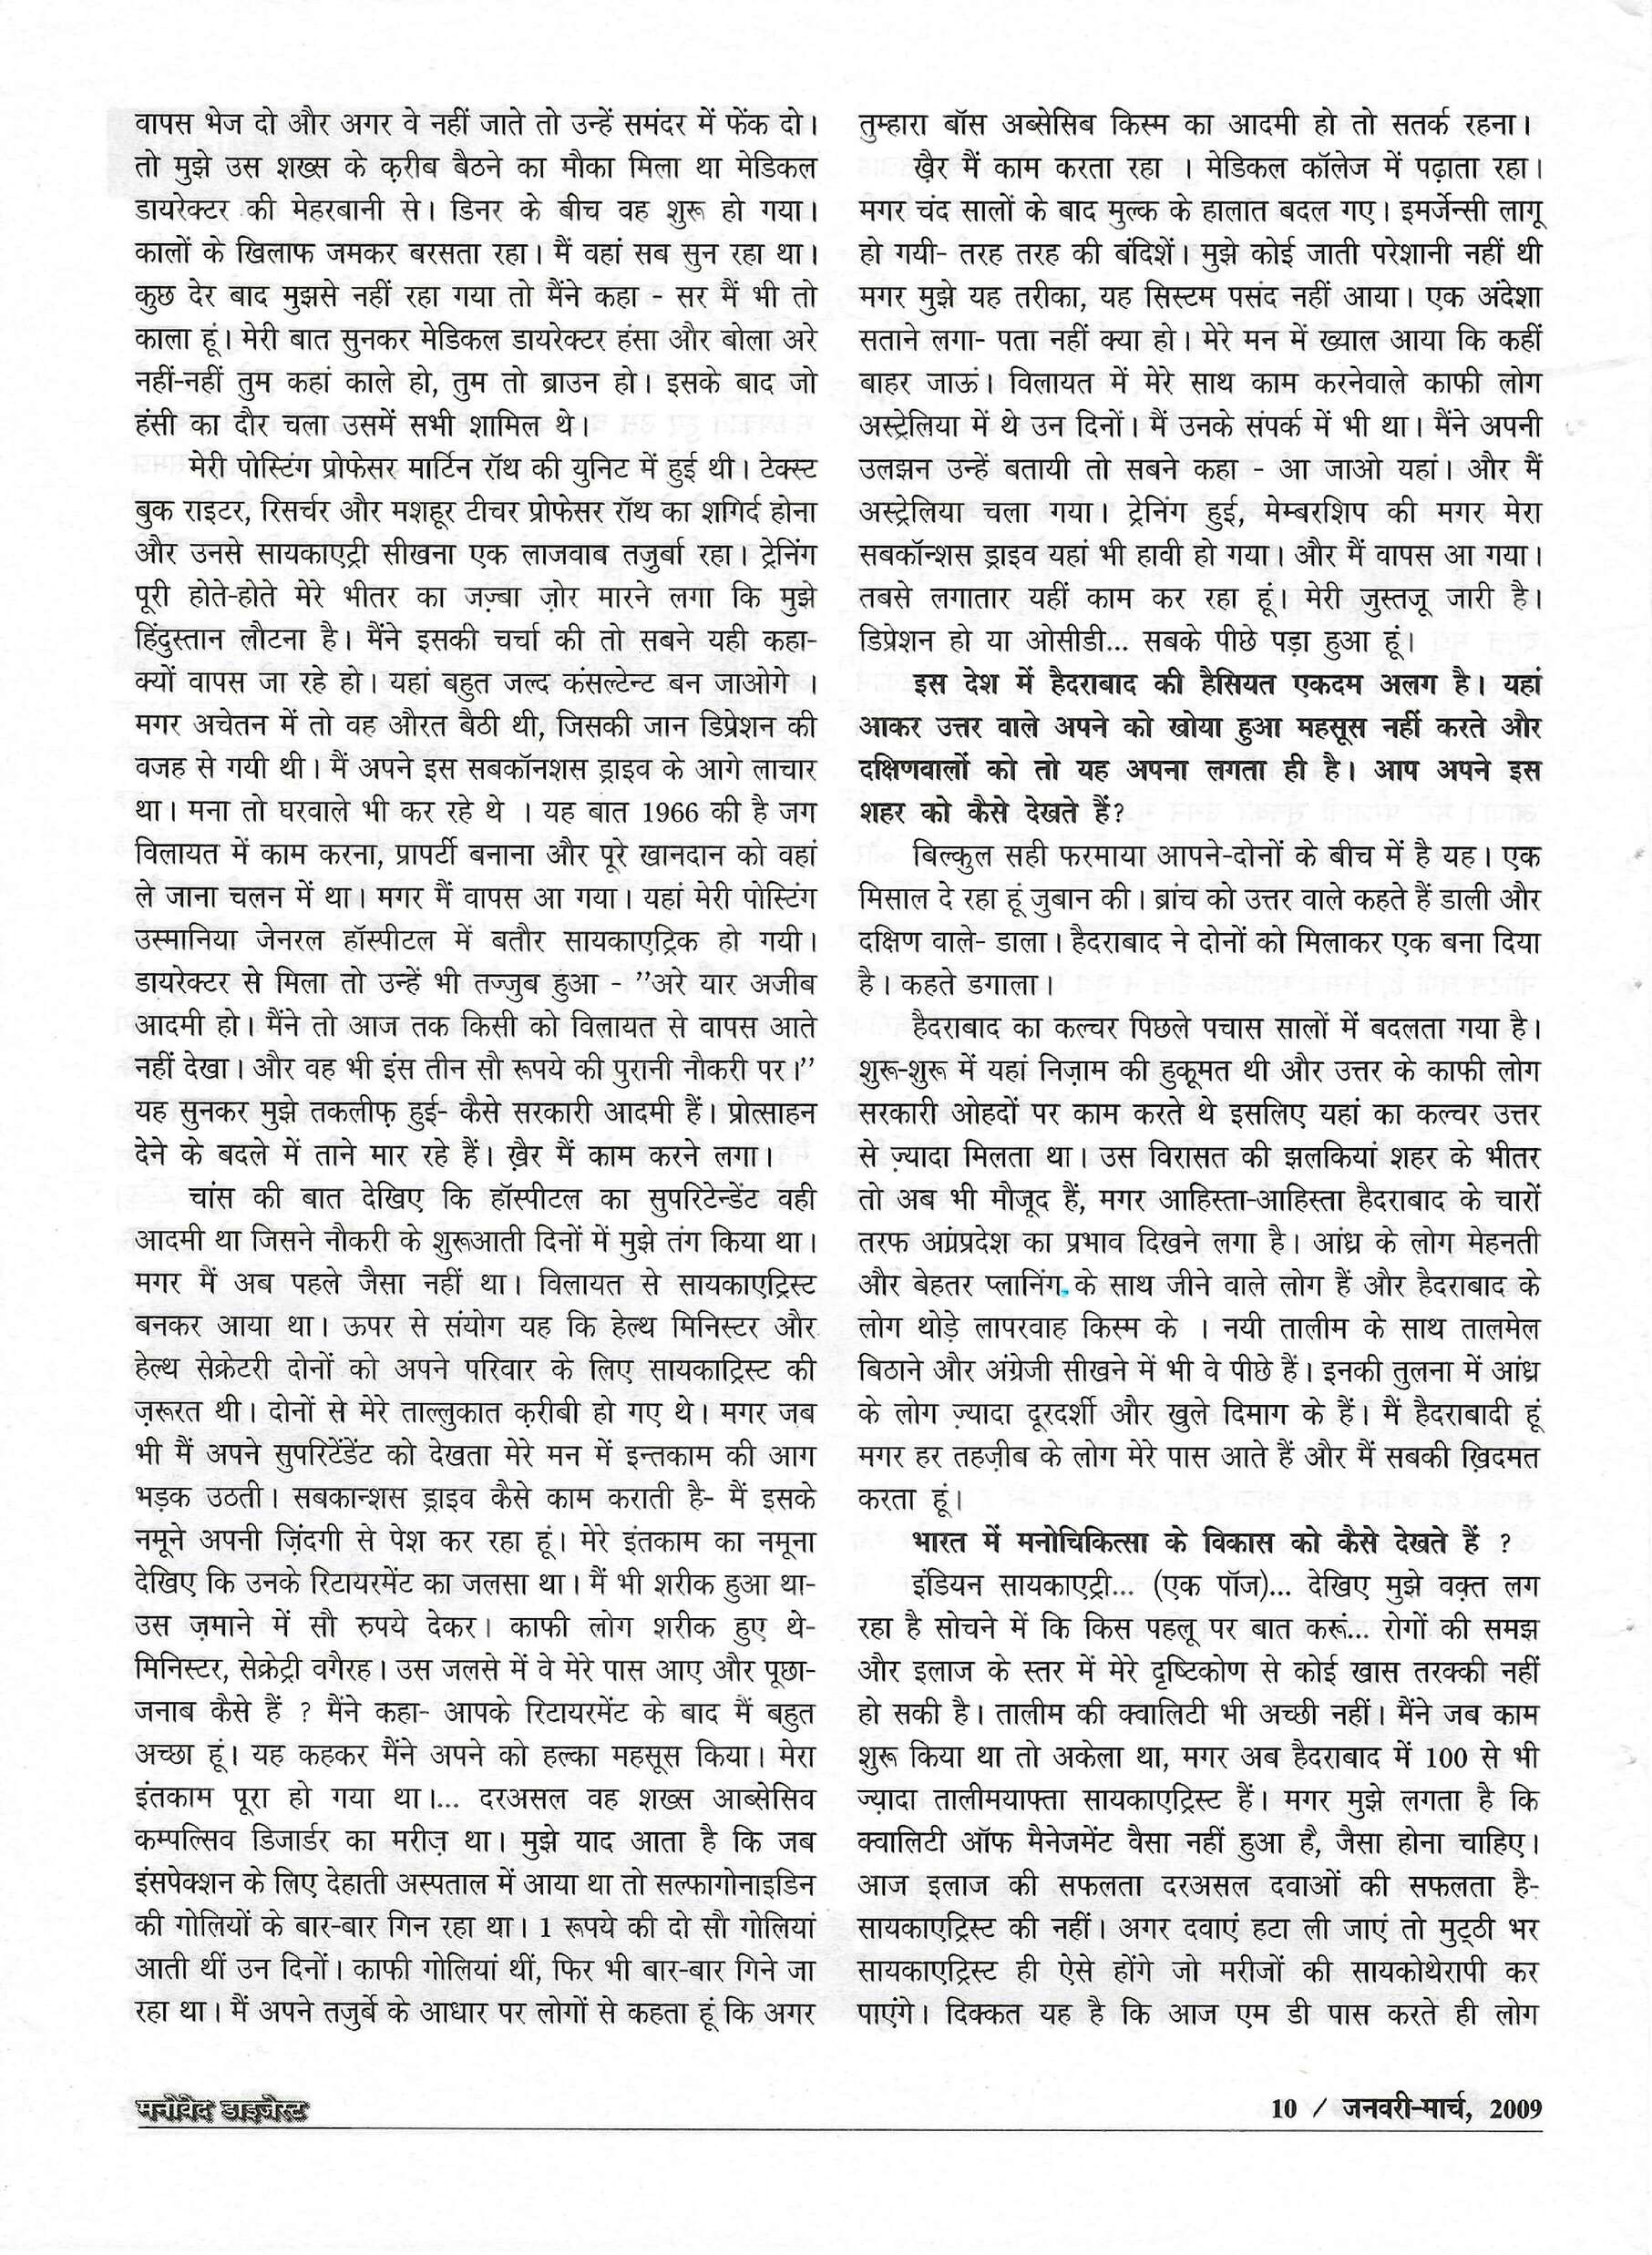 वापस भेज दो और अगर वे नहीं जाते तो उन्हें समंदर में फेंक दो।
तो मुझे उस शख्स के क़रीब बैठने का मौका मिला था मेडिकल
डायरेक्टर की मेहरबानी से। डिनर के बीच वह शुरू हो गया।
कालों के खिलाफ जमकर बरसता रहा। मैं वहां सब सुन रहा था।
कुछ देर बाद मुझसे नहीं रहा गया तो मैंने कहा - सर मैं भी तो
काला हूं। मेरी बात सुनकर मेडिकल डायरेक्टर हंसा और बोला अरे
नहीं-नहीं तुम कहां काले हो, तुम तो ब्राउन हो। इसके बाद जो
हंसी का दौर चला उसमें सभी शामिल थे।
मेरी पोस्टिंग प्रोफेसर मार्टिन रॉथ की युनिट में हुई थी। टेक्स्ट
बुक राइटर, रिसर्चर और मशहूर टीचर प्रोफेसर रॉथ का शगिर्द होना
और उनसे सायकाएट्री सीखना एक लाजवाब तजुर्बा रहा। ट्रेनिंग
पूरी होते-होते मेरे भीतर का जज़्बा ज़ोर मारने लगा कि मुझे
हिंदुस्तान लौटना है। मैंने इसकी चर्चा की तो सबने यही कहा-
क्यों वापस जा रहे हो। यहां बहुत जल्द कंसल्टेन्ट बन जाओगे ।
मगर अचेतन में तो वह औरत बैठी थी, जिसकी जान डिप्रेशन की
वजह से गयी थी। मैं अपने इस सबकॉनशस ड्राइव के आगे लाचार
था। मना तो घरवाले भी कर रहे थे । यह बात 1966 की है जग
विलायत में काम करना, प्रापर्टी बनाना और पूरे खानदान को वहां
ले जाना चलन में था। मगर मैं वापस आ गया। यहां मेरी पोस्टिंग
उस्मानिया जेनरल हॉस्पीटल में बतौर सायकाएट्रिक हो गयी।
डायरेक्टर से मिला तो उन्हें भी तज्जुब हुआ - ”अरे यार अजीब
आदमी हो। मैंने तो आज तक किसी को विलायत से वापस आते
नहीं देखा। और वह भी इंस तीन सौ रूपये की पुरानी नौकरी पर।”
यह सुनकर मुझे तकलीफ़ हुई- कैसे सरकारी आदमी हैं। प्रोत्साहन
देने के बदले में ताने मार रहे हैं। ख़ैर मैं काम करने लगा।
चांस की बात देखिए कि हॉस्पीटल का सुपरिटेन्डेंट वही
आदमी था जिसने नौकरी के शुरूआती दिनों में मुझे तंग किया था।
मगर मैं अब पहले जैसा नहीं था। विलायत से सायकाएट्रिस्ट
बनकर आया था। ऊपर से संयोग यह कि हेल्थ मिनिस्टर और
हेल्थ सेक्रेटरी दोनों को अपने परिवार के लिए सायकाट्रिस्ट की
ज़रूरत थी। दोनों से मेरे ताल्लुकात क़रीबी हो गए थे। मगर जब
भी मैं अपने सुपरिटेंडेंट को देखता मेरे मन में इन्तकाम की आग
भड़क उठती। सबकान्शस ड्राइव कैसे काम कराती है- मैं इसके
नमूने अपनी ज़िंदगी से पेश कर रहा हूं। मेरे इंतकाम का नमूना
देखिए कि उनके रिटायरमेंट का जलसा था। मैं भी शरीक हुआ था-
उस ज़माने में सौ रुपये देकर। काफी लोग शरीक हुए थे-
मिनिस्टर, सेक्रेट्री वगैरह। उस जलसे में वे मेरे पास आए और पूछा-
जनाब कैसे हैं ? मैंने कहा- आपके रिटायरमेंट के बाद मैं बहुत
अच्छा हूं। यह कहकर मैंने अपने को हल्का महसूस किया। मेरा
इंतकाम पूरा हो गया था।... दरअसल वह शख्स आब्सेसिव
कम्पल्सिव डिजार्डर का मरीज़ था। मुझे याद आता है कि जब
इंसपेक्शन के लिए देहाती अस्पताल में आया था तो सल्फागोनाइडिन
की गोलियों के बार-बार गिन रहा था। 1 रूपये की दो सौ गोलियां
आती थीं उन दिनों। काफी गोलियां थीं, फिर भी बार-बार गिने जा
रहा था। मैं अपने तजुर्बे के आधार पर लोगों से कहता हूं कि अगर
तुम्हारा बॉस अब्सेसिब किस्म का आदमी हो तो सतर्क रहना।
ख़ैर मैं काम करता रहा । मेडिकल कॉलेज में पढ़ाता रहा।
मगर चंद सालों के बाद मुल्क के हालात बदल गए। इमर्जेन्सी लागू
हो गयी- तरह तरह की बंदिशें। मुझे कोई जाती परेशानी नहीं थी
मगर मुझे यह तरीका, यह सिस्टम पसंद नहीं आया। एक अंदेशा
सताने लगा- पता नहीं क्या हो। मेरे मन में ख्याल आया कि कहीं
बाहर जाऊं। विलायत में मेरे साथ काम करनेवाले काफी लोग
अस्ट्रेलिया में थे उन दिनों। मैं उनके संपर्क में भी था। मैंने अपनी
उलझन उन्हें बतायी तो सबने कहा - आ जाओ यहां। और मैं
अस्ट्रेलिया चला गया। ट्रेनिंग हुई, मेम्बरशिप की मगर मेरा
सबकॉन्शस ड्राइव यहां भी हावी हो गया। और मैं वापस आ गया।
तबसे लगातार यहीं काम कर रहा हूं। मेरी जुस्तजू जारी है।
डिप्रेशन हो या ओसीडी... सबके पीछे पड़ा हुआ हूं।
इस देश में हैदराबाद की हैसियत एकदम अलग है। यहां
आकर उत्तर वाले अपने को खोया हुआ महसूस नहीं करते और
दक्षिणवालों को तो यह अपना लगता ही है। आप अपने इस
शहर को कैसे देखते हैं?
बिल्कुल सही फरमाया आपने-दोनों के बीच में है यह। एक
मिसाल दे रहा हूं जुबान की। ब्रांच को उत्तर वाले कहते हैं डाली और
दक्षिण वाले- डाला। हैदराबाद ने दोनों को मिलाकर एक बना दिया
है। कहते डगाला।
हैदराबाद का कल्चर पिछले पचास सालों में बदलता गया है।
शुरू-शुरू में यहां निज़ाम की हुकूमत थी और उत्तर के काफी लोग
सरकारी ओहदों पर काम करते थे इसलिए यहां का कल्चर उत्तर
से ज़्यादा मिलता था। उस विरासत की झलकियां शहर के भीतर
तो अब भी मौजूद हैं, मगर आहिस्ता-आहिस्ता हैदराबाद के चारों
तरफ का प्रभाव दिखने लगा है। आंध्र के लोग मेहनती
और बेहतर प्लानिंग के साथ जीने वाले लोग हैं और हैदराबाद के
लोग थोड़े लापरवाह किस्म के । नयी तालीम के साथ तालमेल
बिठाने और अंग्रेजी सीखने में भी वे पीछे हैं। इनकी तुलना में आंध्र
के लोग ज़्यादा दूरदर्शी और खुले दिमाग के हैं। मैं हैदराबादी हूं
मगर हर तहज़ीब के लोग मेरे पास आते हैं और मैं सबकी ख़िदमत
करता हूं।
भारत में मनोचिकित्सा के विकास को कैसे देखते हैं ?
इंडियन सायकाएट्री... (एक पॉज)... देखिए मुझे वक़्त लग
रहा है सोचने में कि किस पहलू पर बात करूं... रोगों की समझ
और इलाज के स्तर में मेरे दृष्टिकोण से कोई खास तरक्की नहीं
हो सकी है। तालीम की क्वालिटी भी अच्छी नहीं। मैंने जब काम
शुरू किया था तो अकेला था, मगर अब हैदराबाद में 100 से भी
ज्य़ादा तालीमयाफ्ता सायकाएट्रिस्ट हैं। मगर मुझे लगता है कि
क्वालिटी ऑफ मैनेजमेंट वैसा नहीं हुआ है, जैसा होना चाहिए।
आज इलाज की सफलता दरअसल दवाओं की सफलता है-
सायकाएट्रिस्ट की नहीं। अगर दवाएं हटा ली जाएं तो मुट्ठी भर
सायकाएट्रिस्ट ही ऐसे होंगे जो मरीजों की सायकोथेरापी कर
पाएंगे। दिक्कत यह है कि आज एम डी पास करते ही लोग
मनोवेद डाइजेस्ट
10 / जनवरी-मार्च, 2009